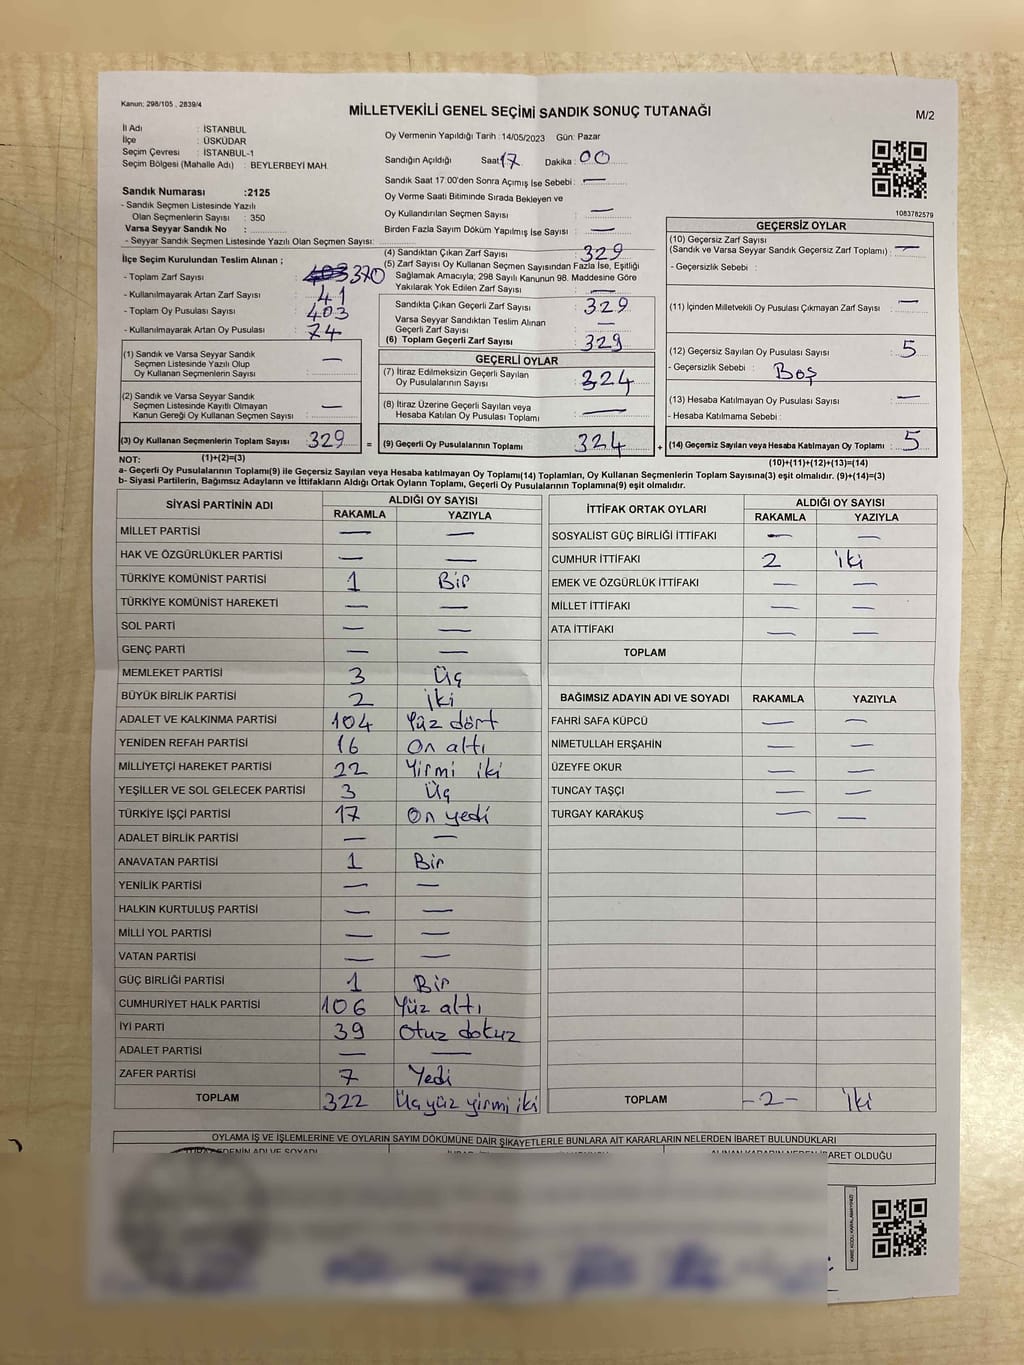 Kanun; 298/105 , 2839/4
MİLLETVEKİLİ GENEL SEÇİMİ SANDIK SONUÇ TUTANAĞI
M/2
İl Adı : İSTANBUL
İlçe : ÜSKÜDAR
Seçim Çevresi : İSTANBUL-1
Seçim Bölgesi (Mahalle Adı) : BEYLERBEYİ MAH.
Sandık Numarası :2125
- Sandık Seçmen Listesinde Yazılı
Olan Seçmenlerin Sayısı : 350
Varsa Seyyar Sandık No :
- Seyyar Sandık Seçmen Listesinde Yazılı Olan Seçmen Sayısı:
Oy Vermenin Yapıldığı Tarih :14/05/2023 Gün: Pazar
Sandığın Açıldığı Saat 17 Dakika : 00
Sandık Saat 17:00'den Sonra Açımış İse Sebebi : —
Oy Verme Saati Bitiminde Sırada Bekleyen ve
Oy Kullandırılan Seçmen Sayısı —
Birden Fazla Sayım Döküm Yapılmış İse Sayısı : —
1083782579
İlçe Seçim Kurulundan Teslim Alınan ;
- Toplam Zarf Sayısı : 370
- Kullanılmayarak Artan Zarf Sayısı : 41
- Toplam Oy Pusulası Sayısı : 403
- Kullanılmayarak Artan Oy Pusulası : 74
(1) Sandık ve Varsa Seyyar Sandık
Seçmen Listesinde Yazılı Olup
Oy Kullanan Seçmenlerin Sayısı : —
(2) Sandık ve Varsa Seyyar Sandık
Seçmen Listesinde Kayıtlı Olmayan
Kanun Gereği Oy Kullanan Seçmen Sayısı : —
(3) Oy Kullanan Seçmenlerin Toplam Sayısı : 329 =
(1)+(2)=(3)
(4) Sandıktan Çıkan Zarf Sayısı : 329
(5) Zarf Sayısı Oy Kullanan Seçmen Sayısından Fazla İse, Eşitliği
Sağlamak Amacıyla; 298 Sayılı Kanunun 98. Maddesine Göre
Yakılarak Yok Edilen Zarf Sayısı : —
Sandıkta Çıkan Geçerli Zarf Sayısı : 329
Varsa Seyyar Sandıktan Teslim Alınan
Geçerli Zarf Sayısı : —
(6) Toplam Geçerli Zarf Sayısı : 329
GEÇERLİ OYLAR
(7) İtiraz Edilmeksizin Geçerli Sayılan
Oy Pusulalarının Sayısı : 324
(8) İtiraz Üzerine Geçerli Sayılan veya
Hesaba Katılan Oy Pusulası Toplamı : —
(9) Geçerli Oy Pusulalarının Toplamı : 324 +
GEÇERSİZ OYLAR
(10) Geçersiz Zarf Sayısı
(Sandık ve Varsa Seyyar Sandık Geçersiz Zarf Toplamı) : —
- Geçersizlik Sebebi :
(11) İçinden Milletvekili Oy Pusulası Çıkmayan Zarf Sayısı : —
(12) Geçersiz Sayılan Oy Pusulası Sayısı : 5
- Geçersizlik Sebebi : Boş
(13) Hesaba Katılmayan Oy Pusulası Sayısı : —
- Hesaba Katılmama Sebebi :
(14) Geçersiz Sayılan veya Hesaba Katılmayan Oy Toplamı : 5
(10)+(11)+(12)+(13)=(14)
NOT:
a- Geçerli Oy Pusulalarının Toplamı(9) ile Geçersiz Sayılan veya Hesaba katılmayan Oy Toplamı(14) Toplamları, Oy Kullanan Seçmenlerin Toplam Sayısına(3) eşit olmalıdır. (9)+(14)=(3)
b- Siyasi Partilerin, Bağımsız Adayların ve İttifakların Aldığı Ortak Oyların Toplamı, Geçerli Oy Pusulalarının Toplamına(9) eşit olmalıdır.
SİYASİ PARTİNİN ADI ALDIĞI OY SAYISI
RAKAMLA YAZIYLA
MİLLET PARTİSİ — —
HAK VE ÖZGÜRLÜKLER PARTİSİ — —
TÜRKİYE KOMÜNİST PARTİSİ 1 Bir
TÜRKİYE KOMÜNİST HAREKETİ — —
SOL PARTİ — —
GENÇ PARTİ — —
MEMLEKET PARTİSİ 3 Üç
BÜYÜK BİRLİK PARTİSİ 2 iki
ADALET VE KALKINMA PARTİSİ 104 Yüz dört
YENİDEN REFAH PARTİSİ 16 On altı
MİLLİYETÇİ HAREKET PARTİSİ 22 Yirmi iki
YEŞİLLER VE SOL GELECEK PARTİSİ 3 Üç
TÜRKİYE İŞÇİ PARTİSİ 17 On yedi
ADALET BİRLİK PARTİSİ — —
ANAVATAN PARTİSİ 1 Bir
YENİLİK PARTİSİ — —
HALKIN KURTULUŞ PARTİSİ — —
MİLLİ YOL PARTİSİ — —
VATAN PARTİSİ — —
GÜÇ BİRLİĞİ PARTİSİ 1 Bir
CUMHURİYET HALK PARTİSİ 106 Yüz altı
İYİ PARTİ 39 Otuz dokuz
ADALET PARTİSİ — —
ZAFER PARTİSİ 7 Yedi
TOPLAM 322 Üçyüz yirmi iki
İTTİFAK ORTAK OYLARI ALDIĞI OY SAYISI
RAKAMLA YAZIYLA
SOSYALİST GÜÇ BİRLİĞİ İTTİFAKI — —
CUMHUR İTTİFAKI 2 iki
EMEK VE ÖZGÜRLÜK İTTİFAKI — —
MİLLET İTTİFAKI — —
ATA İTTİFAKI — —
TOPLAM
BAĞIMSIZ ADAYIN ADI VE SOYADI RAKAMLA YAZIYLA
FAHRİ SAFA KÜPCÜ — —
NİMETULLAH ERŞAHİN — —
ÜZEYFE OKUR — —
TUNCAY TAŞÇI — —
TURGAY KARAKUŞ — —
TOPLAM -2- iki
OYLAMA İŞ VE İŞLEMLERİNE VE OYLARIN SAYIM DÖKÜMÜNE DAİR ŞİKAYETLERLE BUNLARA AİT KARARLARIN NELERDEN İBARET BULUNDUKLARI
ALINAN KARARIN NEDEN İBARET OLDUĞU